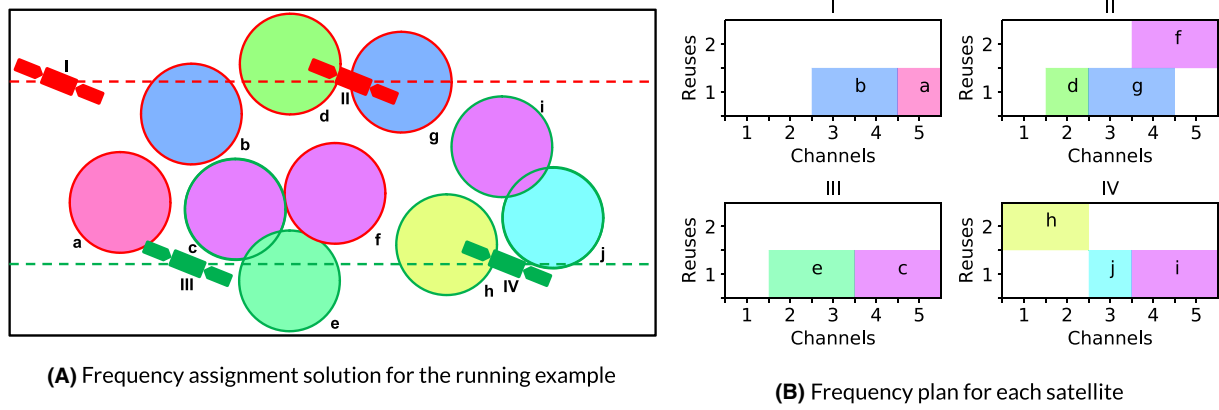 I
II
d
g
i
b
a
c
f
j
III
h
IV
e
(A) Frequency assignment solution for the running example
I
II
Reuses
2
1
b
a
1 2 3 4 5
Channels
Reuses
2
1
f
d
g
1 2 3 4 5
Channels
III
IV
Reuses
2
1
e
c
1 2 3 4 5
Channels
Reuses
2
1
h
j
i
1 2 3 4 5
Channels
(B) Frequency plan for each satellite